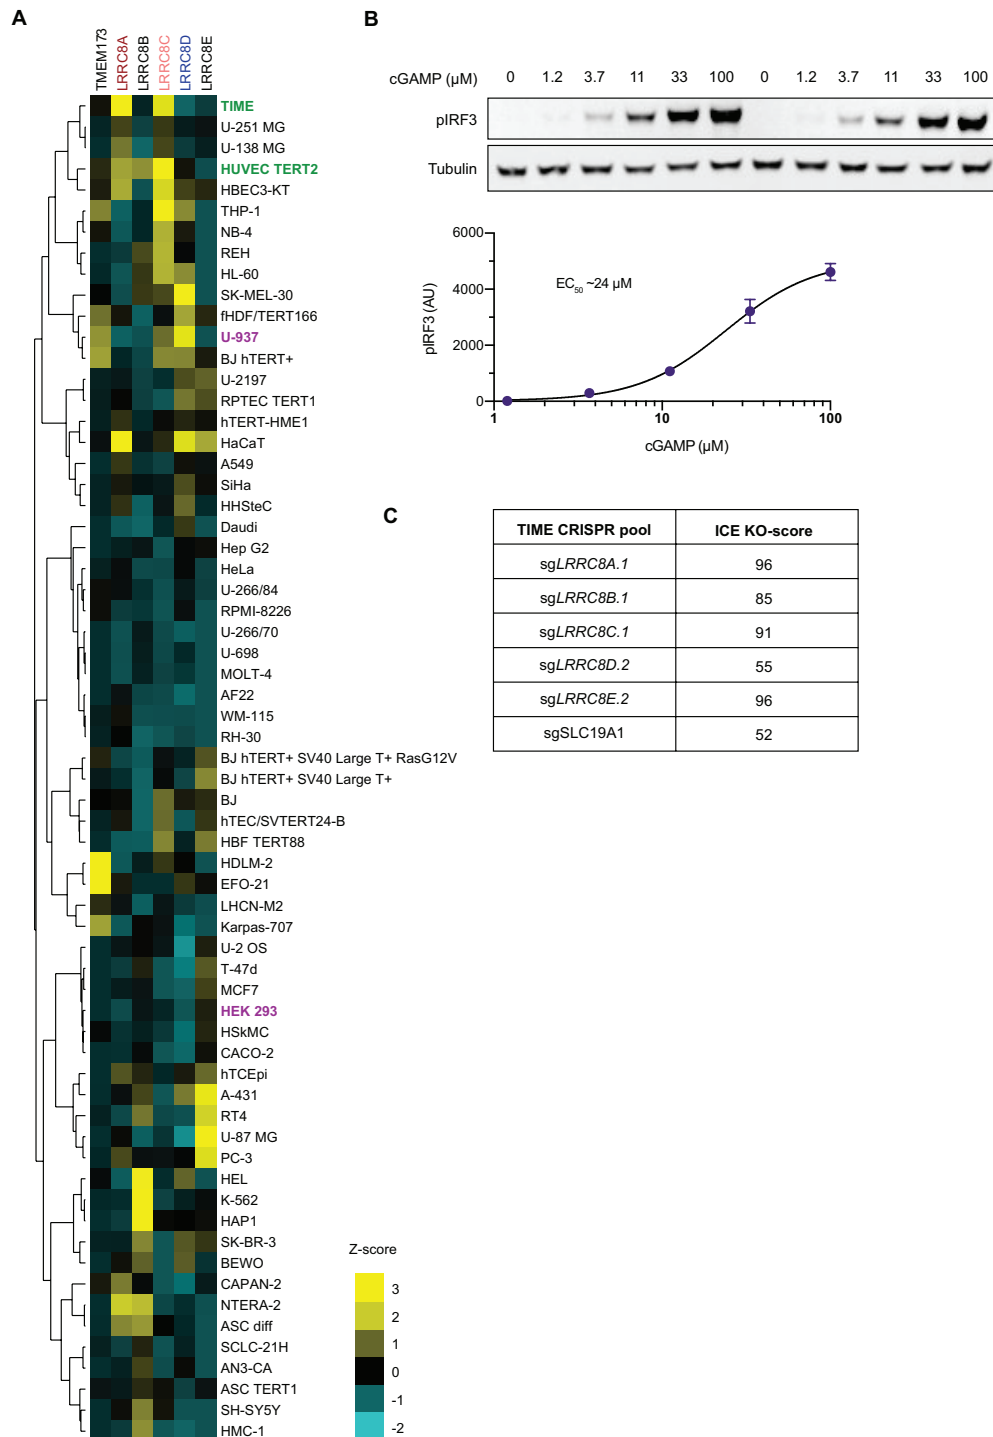 A
TMEM173 LRRC8A LRRC8B LRRC8C LRRC8D LRRC8E
TIME
U-251 MG
U-138 MG
HUVEC TERT2
HBEC3-KT
THP-1
NB-4
REH
HL-60
SK-MEL-30
fHDF/TERT166
U-937
BJ hTERT+
U-2197
RPTEC TERT1
hTERT-HME1
HaCaT
A549
SiHa
HHSteC
Daudi
Hep G2
HeLa
U-266/84
RPMI-8226
U-266/70
U-698
MOLT-4
AF22
WM-115
RH-30
BJ hTERT+ SV40 Large T+ RasG12V
BJ hTERT+ SV40 Large T+
BJ
hTEC/SVTERT24-B
HBF TERT88
HDLM-2
EFO-21
LHCN-M2
Karpas-707
U-2 OS
T-47d
MCF7
HEK 293
HSkMC
CACO-2
hTCEpi
A-431
RT4
U-87 MG
PC-3
HEL
K-562
HAP1
SK-BR-3
BEWO
CAPAN-2
NTERA-2
ASC diff
SCLC-21H
AN3-CA
ASC TERT1
SH-SY5Y
HMC-1
Z-score
3
2
1
0
-1
-2
B
cGAMP (µM) 0 1.2 3.7 11 33 100 0 1.2 3.7 11 33 100
pIRF3
Tubulin
pIRF3 (AU)
6000
4000
2000
0
EC50 ~24 µM
1 10 100
cGAMP (µM)
C
TIME CRISPR pool ICE KO-score
sgLRRC8A.1 96
sgLRRC8B.1 85
sgLRRC8C.1 91
sgLRRC8D.2 55
sgLRRC8E.2 96
sgSLC19A1 52